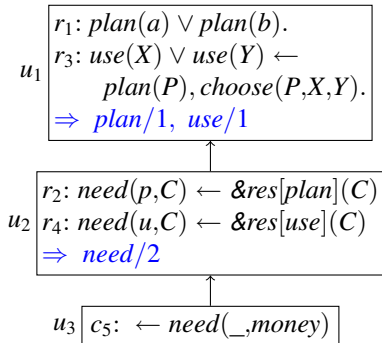 r₁: plan(a) ∨ plan(b).
r₃: use(X) ∨ use(Y) ←
plan(P), choose(P,X,Y).
⇒ plan/1, use/1
u₁
r₂: need(p,C) ← &res[plan](C)
r₄: need(u,C) ← &res[use](C)
⇒ need/2
u₂
u₃
c₅: ← need(_,money)